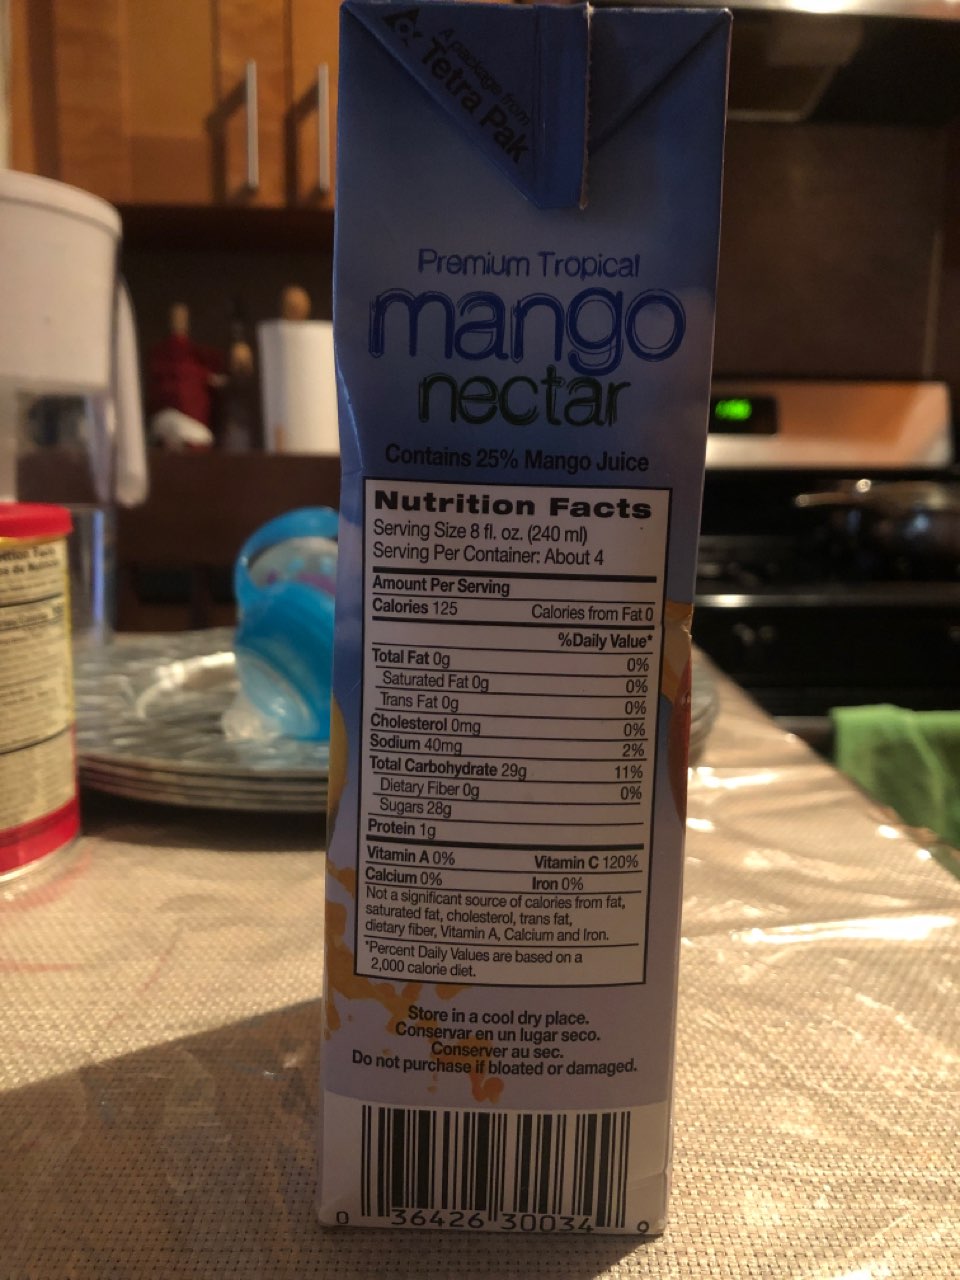 A package from
Tetra Pak
Premium Tropical
mango
nectar
Contains 25% Mango Juice
Nutrition Facts
Serving Size 8 fl. oz. (240 ml)
Serving Per Container: About 4
Amount Per Serving
Calories 125 Calories from Fat 0
%Daily Value*
Total Fat 0g 0%
Saturated Fat 0g 0%
Trans Fat 0g 0%
Cholesterol 0mg 0%
Sodium 40mg 2%
Total Carbohydrate 29g 11%
Dietary Fiber 0g 0%
Sugars 28g
Protein 1g
Vitamin A 0% Vitamin C 120%
Calcium 0% Iron 0%
Not a significant source of calories from fat,
saturated fat, cholesterol, trans fat,
dietary fiber, Vitamin A, Calcium and Iron.
*Percent Daily Values are based on a
2,000 calorie diet.
Store in a cool dry place.
Conservar en un lugar seco.
Conserver au sec.
Do not purchase if bloated or damaged.
0 36426 30034 0